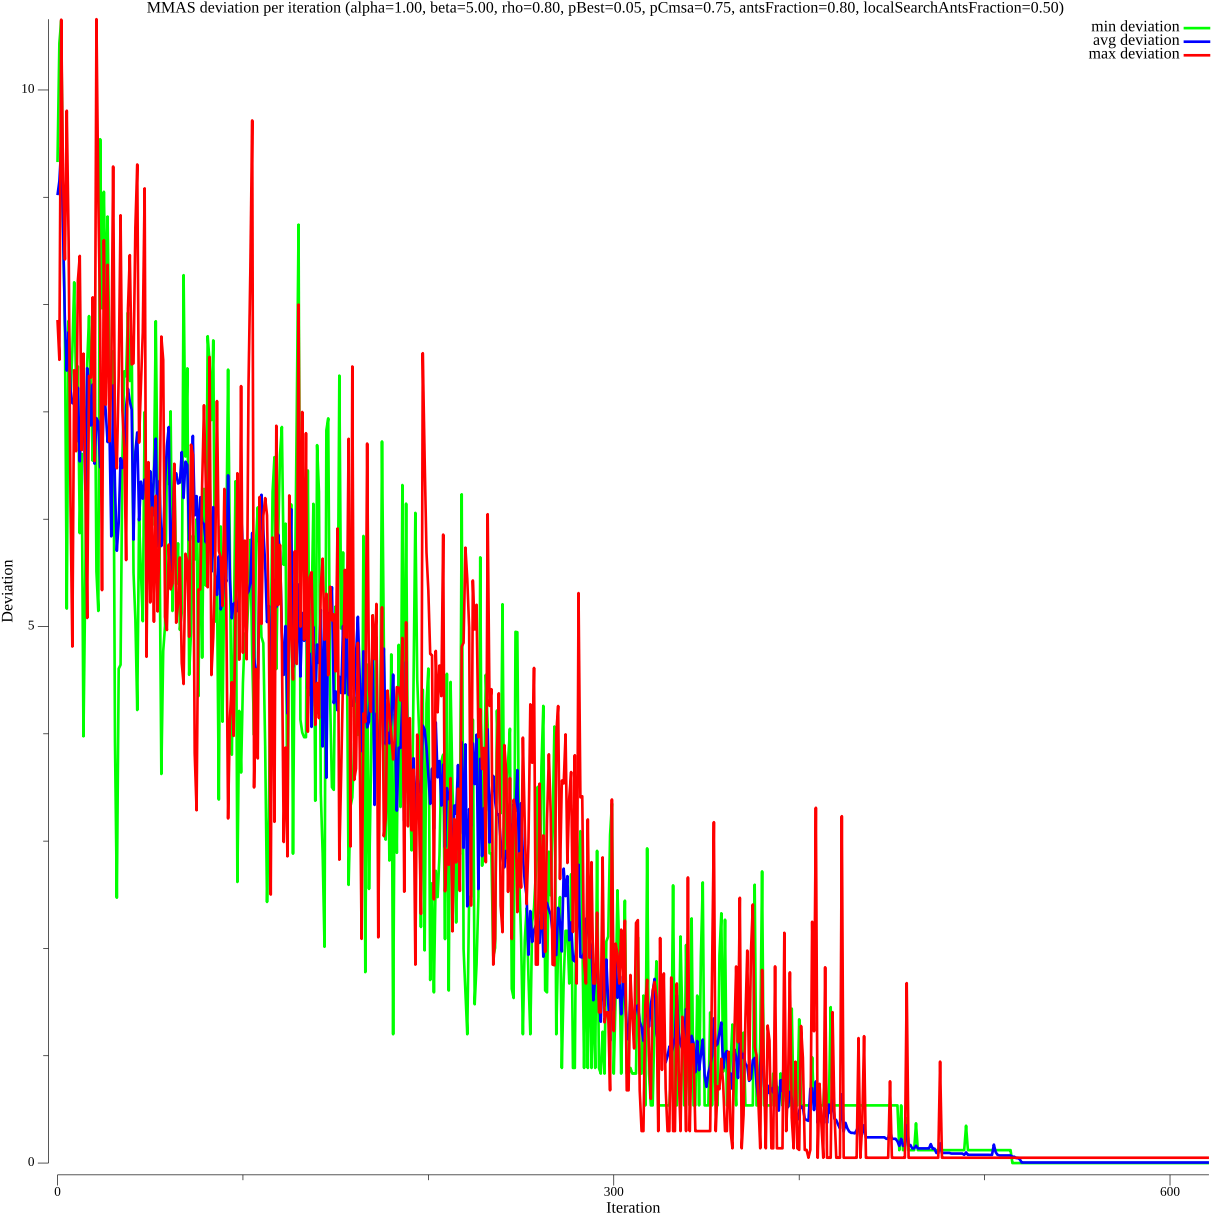 MMAS deviation per iteration (alpha=1.00, beta=5.00, rho=0.80, pBest=0.05, pCmsa=0.75, antsFraction=0.80, localSearchAntsFraction=0.50)
min deviation
avg deviation
max deviation
10
5
0
Deviation
0
300
600
Iteration